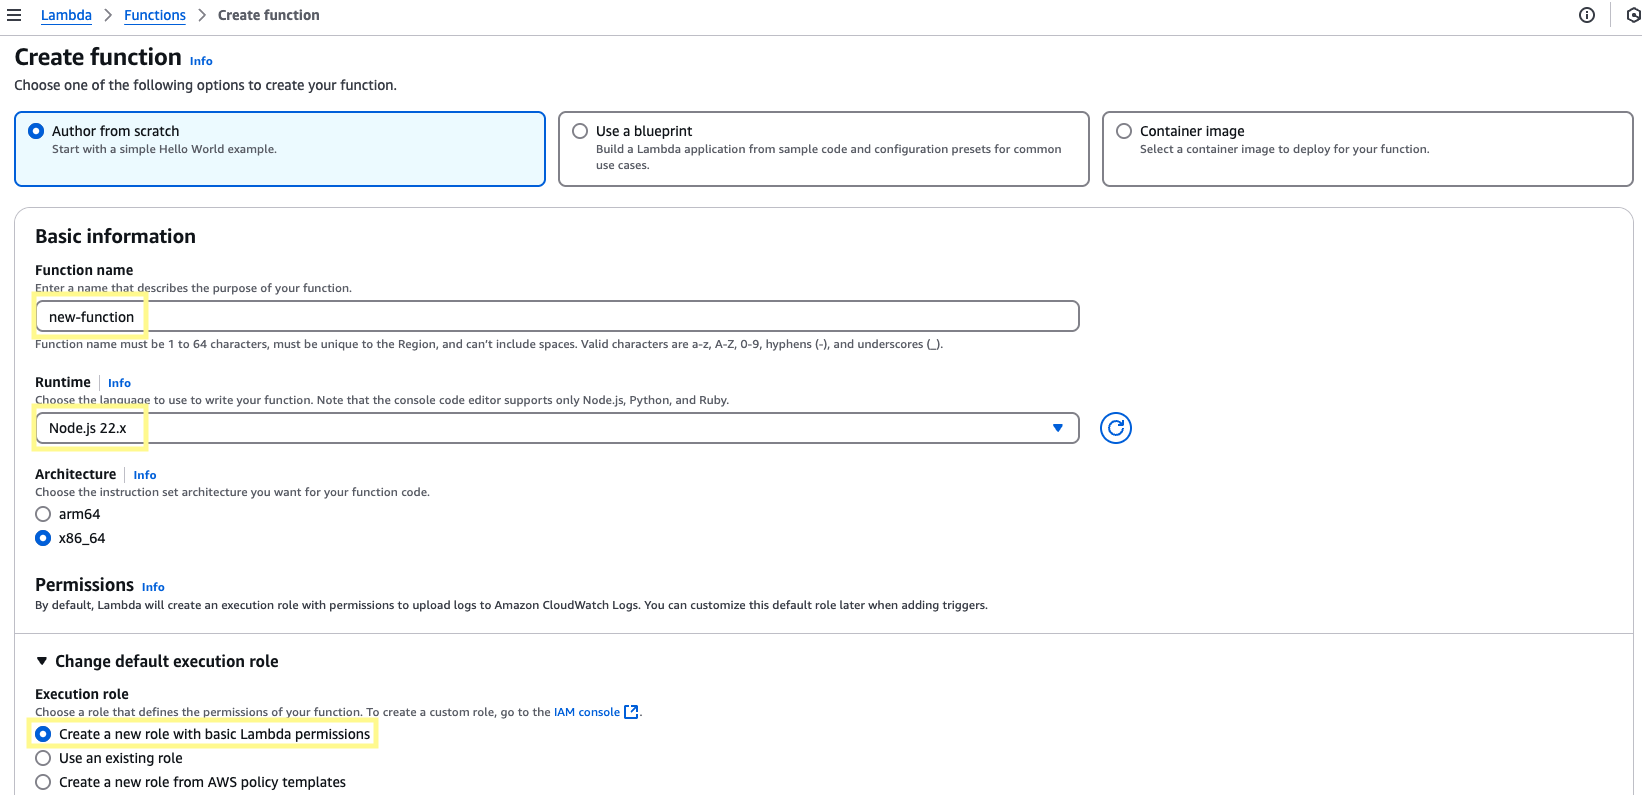 Lambda > Functions > Create function
Create function Info
Choose one of the following options to create your function.
Author from scratch
Start with a simple Hello World example.
Use a blueprint
Build a Lambda application from sample code and configuration presets for common
use cases.
Container image
Select a container image to deploy for your function.
Basic information
Function name
Enter a name that describes the purpose of your function.
new-function
Function name must be 1 to 64 characters, must be unique to the Region, and can't include spaces. Valid characters are a-z, A-Z, 0-9, hyphens (-), and underscores (_).
Runtime | Info
Choose the language to use to write your function. Note that the console code editor supports only Node.js, Python, and Ruby.
Node.js 22.x
Architecture | Info
Choose the instruction set architecture you want for your function code.
arm64
x86_64
Permissions Info
By default, Lambda will create an execution role with permissions to upload logs to Amazon CloudWatch Logs. You can customize this default role later when adding triggers.
Change default execution role
Execution role
Choose a role that defines the permissions of your function. To create a custom role, go to the IAM console.
Create a new role with basic Lambda permissions
Use an existing role
Create a new role from AWS policy templates